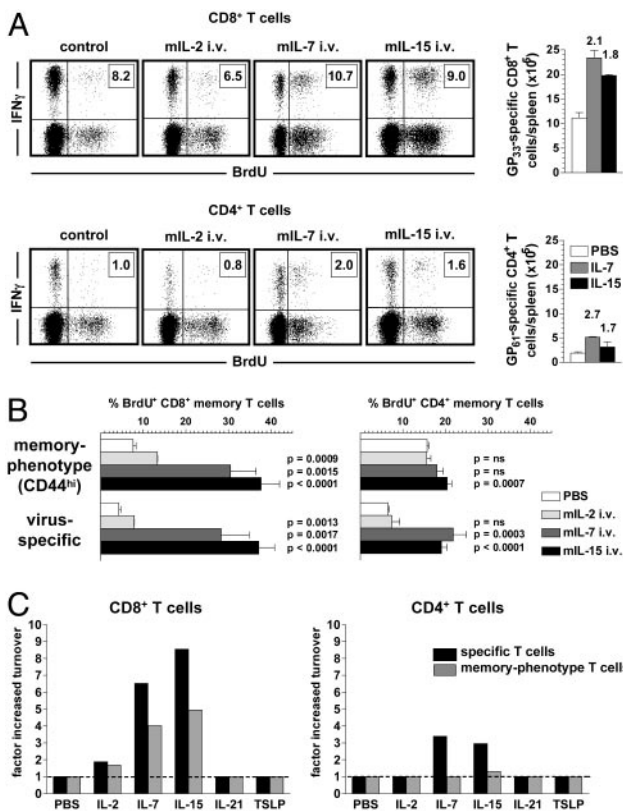 A
CD8⁺ T cells
control mIL-2 i.v. mIL-7 i.v. mIL-15 i.v.
8.2 6.5 10.7 9.0
IFNγ
BrdU
GP₃₃-specific CD8⁺ T
cells/spleen (x10⁵)
25
20
15
10
5
0
2.1
1.8
CD4⁺ T cells
control mIL-2 i.v. mIL-7 i.v. mIL-15 i.v.
1.0 0.8 2.0 1.6
IFNγ
BrdU
GP₆₁-specific CD4⁺ T
25
20
15
10
5
0
2.7
1.7
PBS
IL-7
IL-15
B
% BrdU⁺ CD8⁺ memory T cells
10 20 30 40
memory-
phenotype
(CD44ʰⁱ)
p = 0.0009
p = 0.0015
p < 0.0001
virus-
specific
p = 0.0013
p = 0.0017
p < 0.0001
% BrdU⁺ CD4⁺ memory T cells
10 20 30 40
p = ns
p = ns
p = 0.0007
p = ns
p = 0.0003
p < 0.0001
PBS
mIL-2 i.v.
mIL-7 i.v.
mIL-15 i.v.
C
CD8⁺ T cells
factor increased turnover
10
9
8
7
6
5
4
3
2
1
0
PBS IL-2 IL-7 IL-15 IL-21 TSLP
CD4⁺ T cells
factor increased turnover
10
9
8
7
6
5
4
3
2
1
0
specific T cells
memory-phenotype T cells
PBS IL-2 IL-7 IL-15 IL-21 TSLP